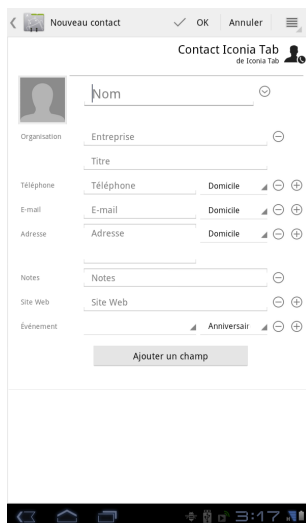 Nouveau contact OK Annuler
Contact Iconia Tab
de Iconia Tab
Nom
Organisation Entreprise
Titre
Téléphone Téléphone Domicile
E-mail E-mail Domicile
Adresse Adresse Domicile
Notes Notes
Site Web Site Web
Événement Anniversair
Ajouter un champ
3:17